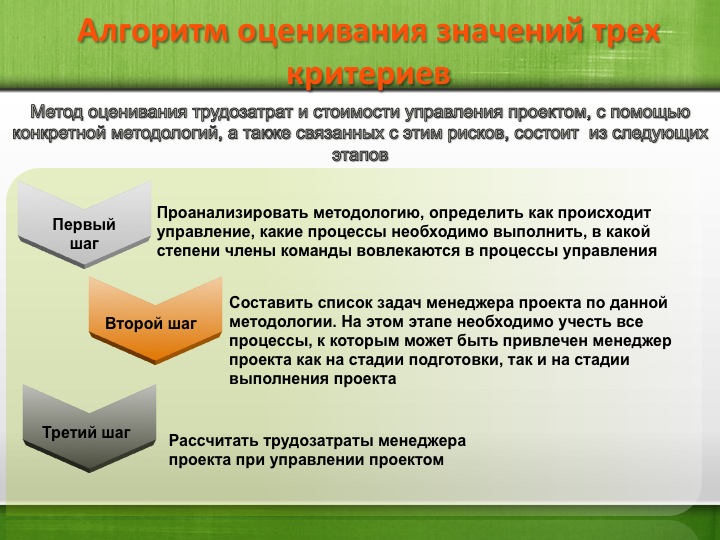 Алгоритм оценивания значений трех
критериев
Метод оценивания трудозатрат и стоимости управления проектом, с помощью
конкретной методологий, а также связанных с этим рисков, состоит из следующих
этапов
Первый
шаг
Проанализировать методологию, определить как происходит
управление, какие процессы необходимо выполнить, в какой
степени члены команды вовлекаются в процессы управления
Второй шаг
Составить список задач менеджера проекта по данной
методологии. На этом этапе необходимо учесть все
процессы, к которым может быть привлечен менеджер
проекта как на стадии подготовки, так и на стадии
выполнения проекта
Третий шаг
Рассчитать трудозатраты менеджера
проекта при управлении проектом